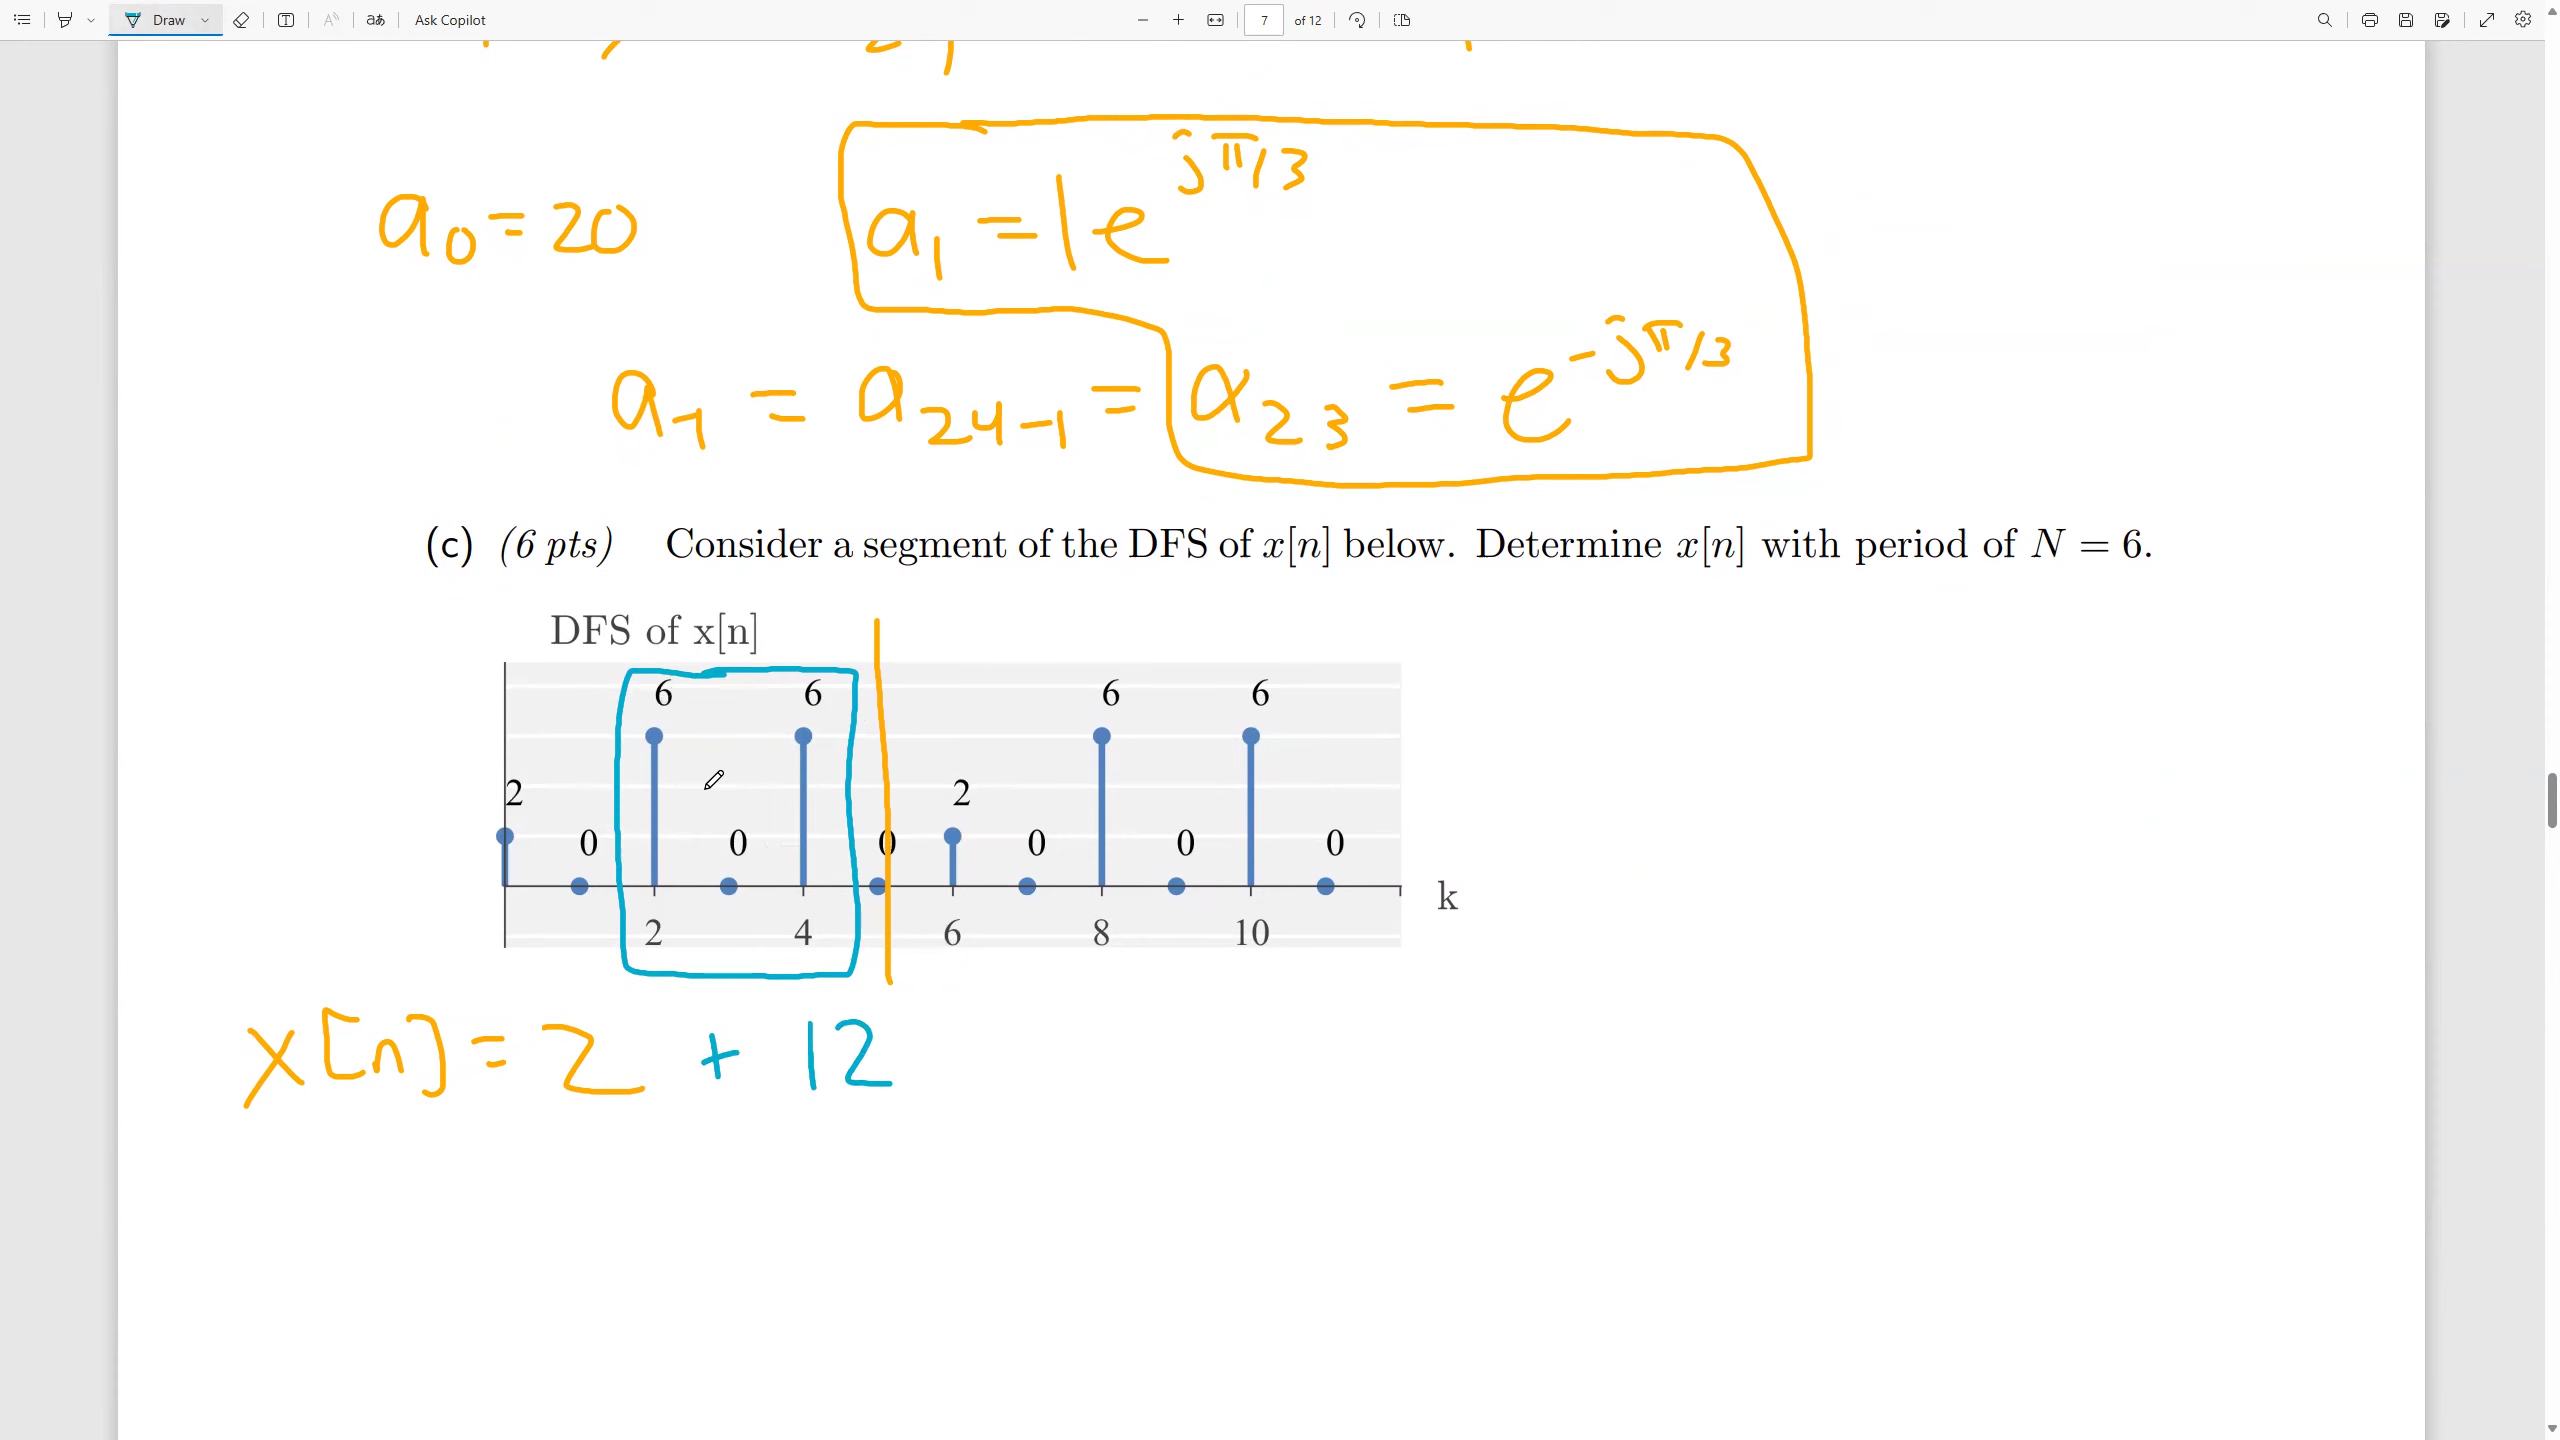 Draw aあ Ask Copilot 7 of 12
a₀ = 20 a₁ = 1e^{jπ/3}
a₋₁ = a₂₄₋₁ = a₂₃ = e^{-jπ/3}
(c) (6 pts) Consider a segment of the DFS of x[n] below. Determine x[n] with period of N = 6.
DFS of x[n]
6 6 6 6
2 2
0 0 0 0 0 0
k
2 4 6 8 10
x[n] = 2 + 12